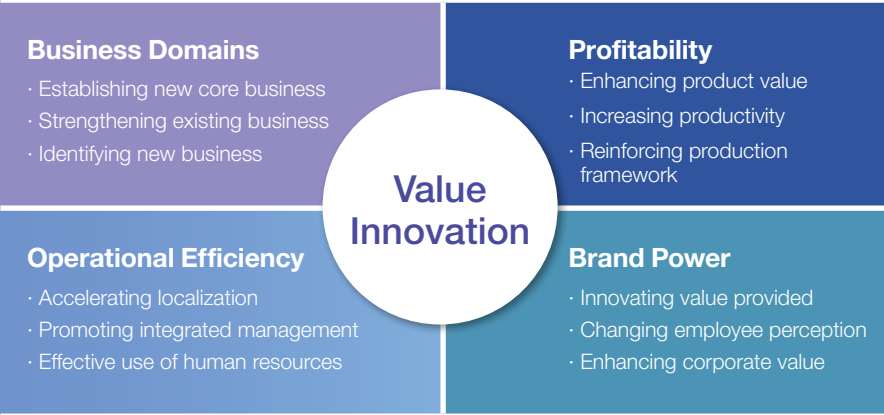 Business Domains
· Establishing new core business
· Strengthening existing business
· Identifying new business
Profitability
· Enhancing product value
· Increasing productivity
· Reinforcing production
framework
Value
Innovation
Operational Efficiency
· Accelerating localization
· Promoting integrated management
· Effective use of human resources
Brand Power
· Innovating value provided
· Changing employee perception
· Enhancing corporate value